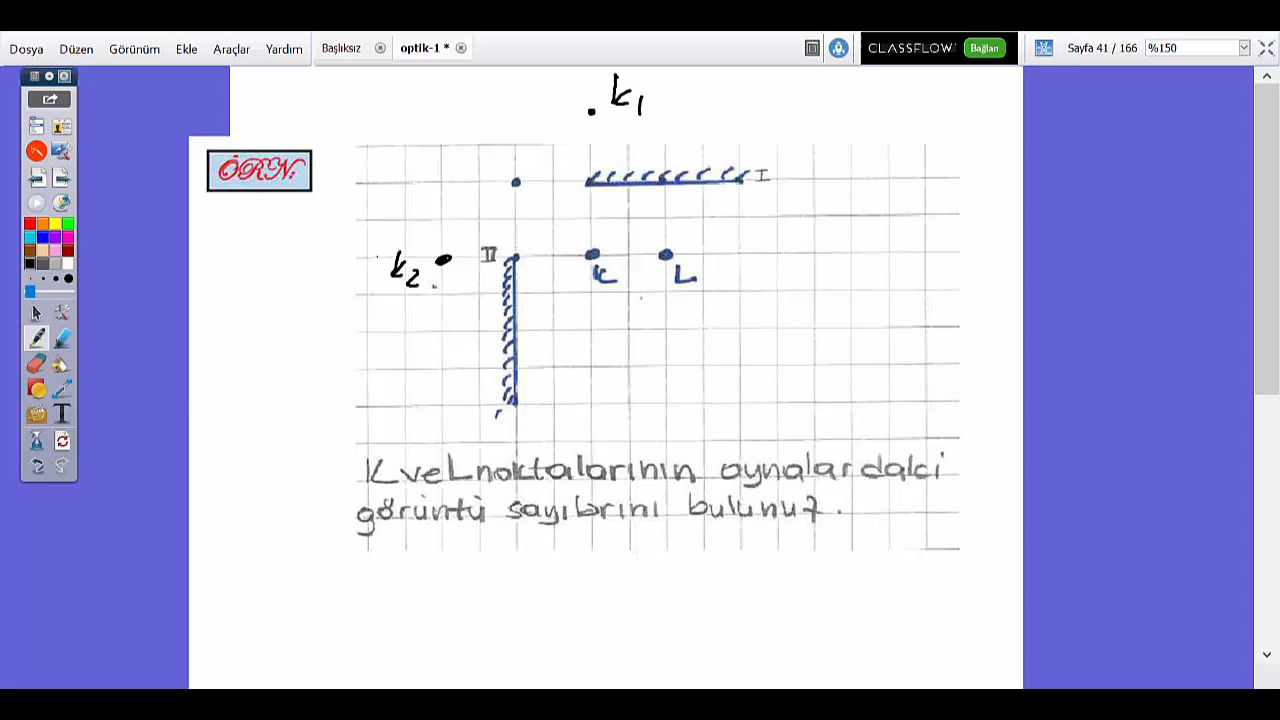 Dosya Düzen Görünüm Ekle Araçlar Yardım Başlıksız optik-1 * CLASSFLOW Bağlan Sayfa 41 / 166 %150
. k1
ÖRN:
I
k2 II K L
K ve L noktalarının aynalardaki
görüntü sayılarını bulunuz.
T